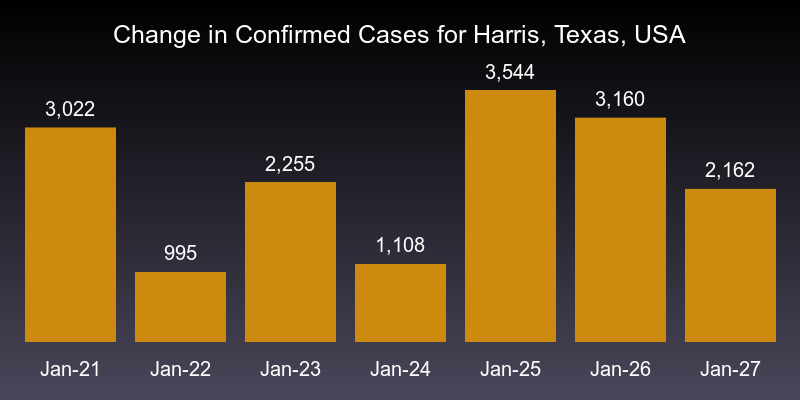 Change in Confirmed Cases for Harris, Texas, USA
3,022
995
2,255
1,108
3,544
3,160
2,162
Jan-21
Jan-22
Jan-23
Jan-24
Jan-25
Jan-26
Jan-27